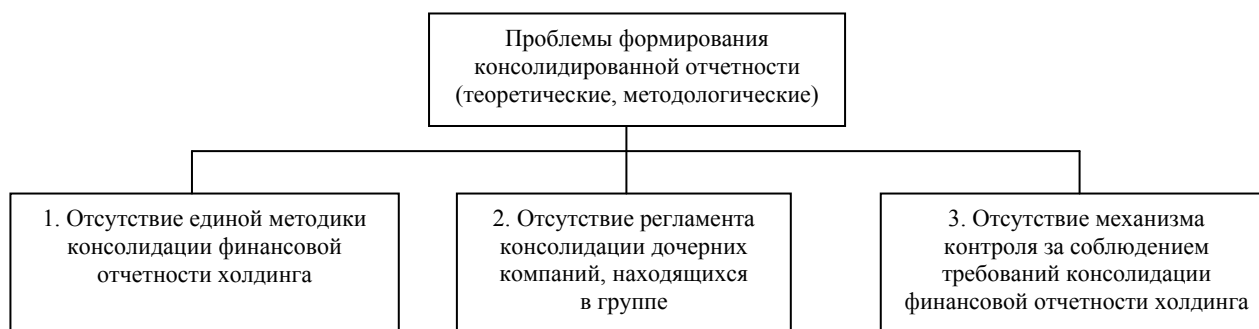 Проблемы формирования
консолидированной отчетности
(теоретические, методологические)
1. Отсутствие единой методики
консолидации финансовой
отчетности холдинга
2. Отсутствие регламента
консолидации дочерних
компаний, находящихся
в группе
3. Отсутствие механизма
контроля за соблюдением
требований консолидации
финансовой отчетности холдинга